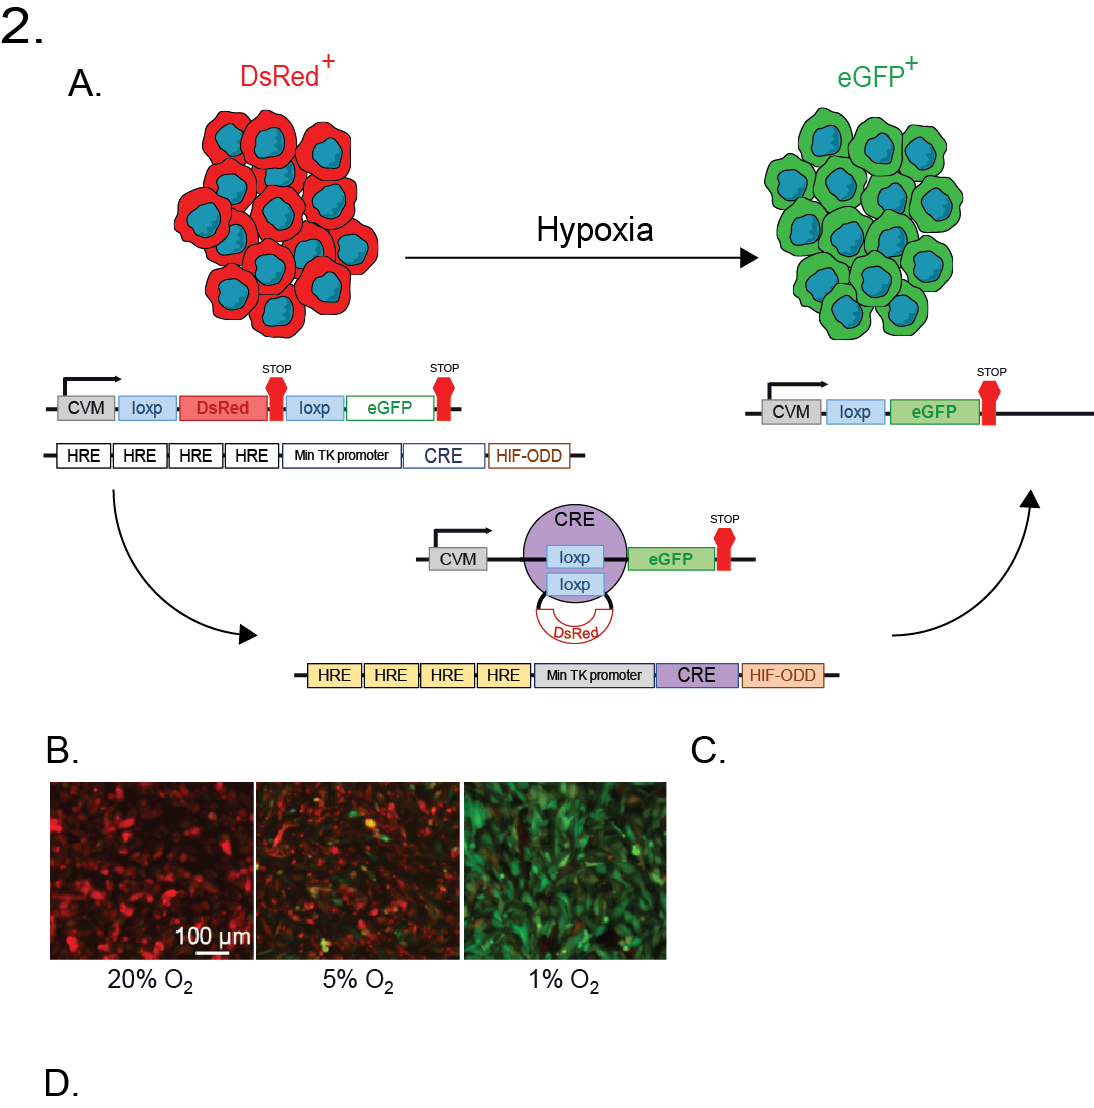 2.
A.
DsRed+
eGFP+
Hypoxia
STOP
STOP
CVM loxp DsRed loxp eGFP
HRE HRE HRE HRE Min TK promoter CRE HIF-ODD
STOP
CVM loxp eGFP
CRE
STOP
CVM loxp eGFP
loxp
DsRed
HRE HRE HRE HRE Min TK promoter CRE HIF-ODD
B.
C.
100 µm
20% O2
5% O2
1% O2
D.